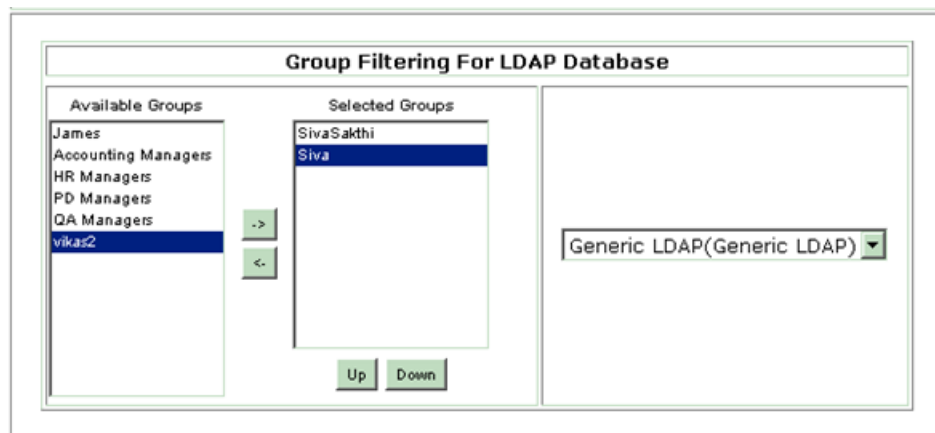 Group Filtering For LDAP Database
Available Groups
James
Accounting Managers
HR Managers
PD Managers
QA Managers
vikas2
->
<-
Selected Groups
SivaSakthi
Siva
Up
Down
Generic LDAP(Generic LDAP)